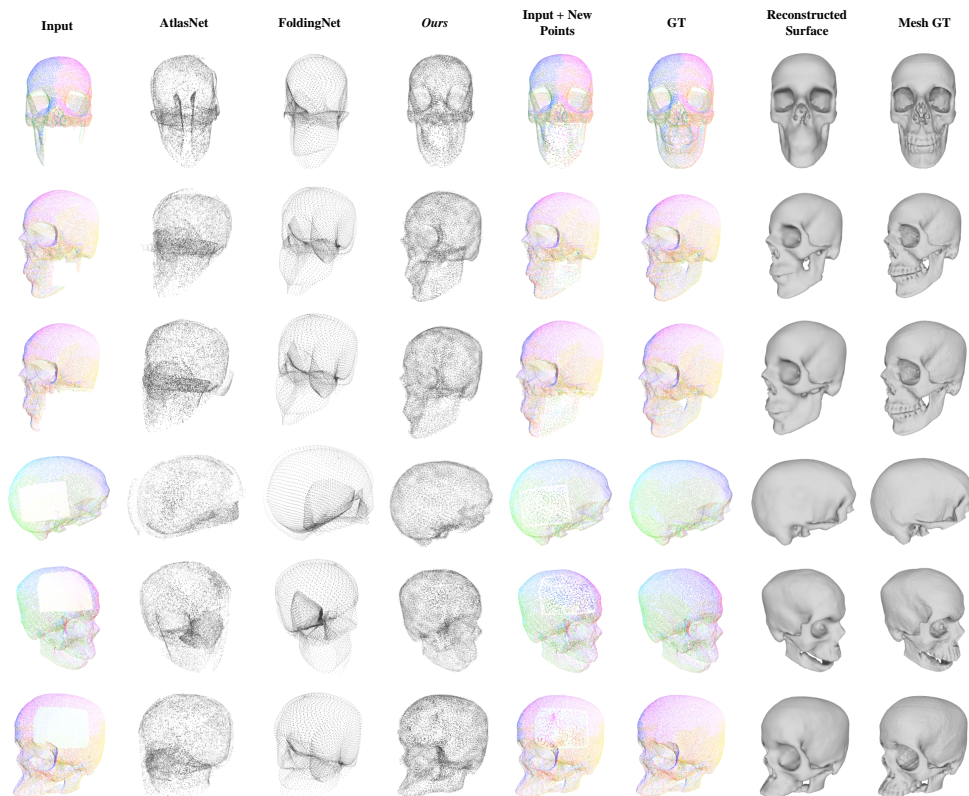 Input
AtlasNet
FoldingNet
Ours
Input + New
Points
GT
Reconstructed
Surface
Mesh GT